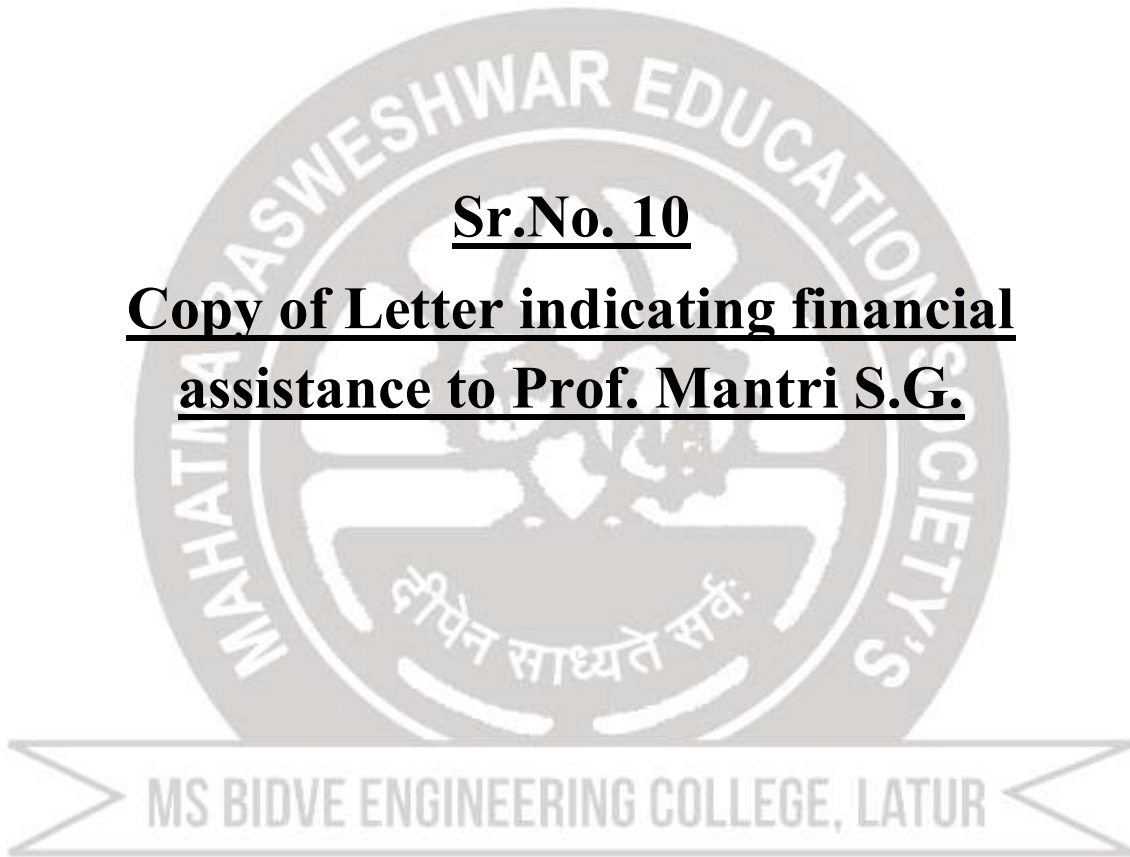 Sr.No. 10
Copy of Letter indicating financial
assistance to Prof. Mantri S.G.
MAHATMA BASWESHWAR EDUCATION SOCIETY'S
दीपेन साध्यते सर्वः
MS BIDVE ENGINEERING COLLEGE, LATUR